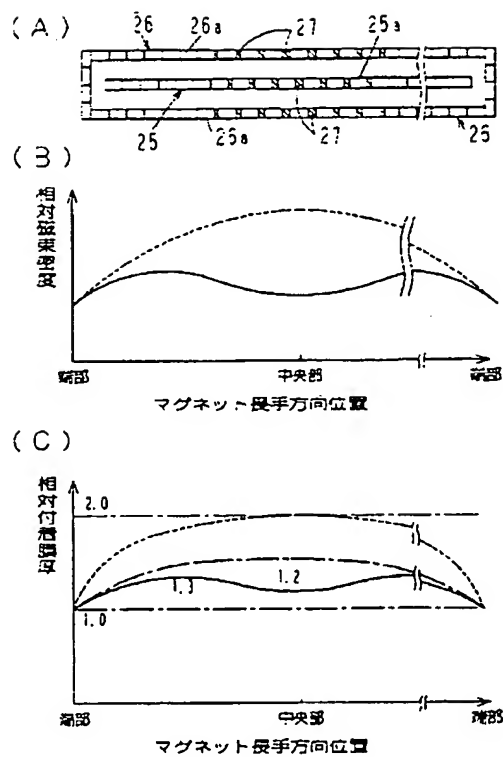 (A)
26 26a 27 25a
25 26a 27 26
(B)
相対磁束密度
端部 中央部 端部
マグネット長手方向位置
(C)
相対付着膜厚
2.0
1.3 1.2
1.0
端部 中央部 端部
マグネット長手方向位置